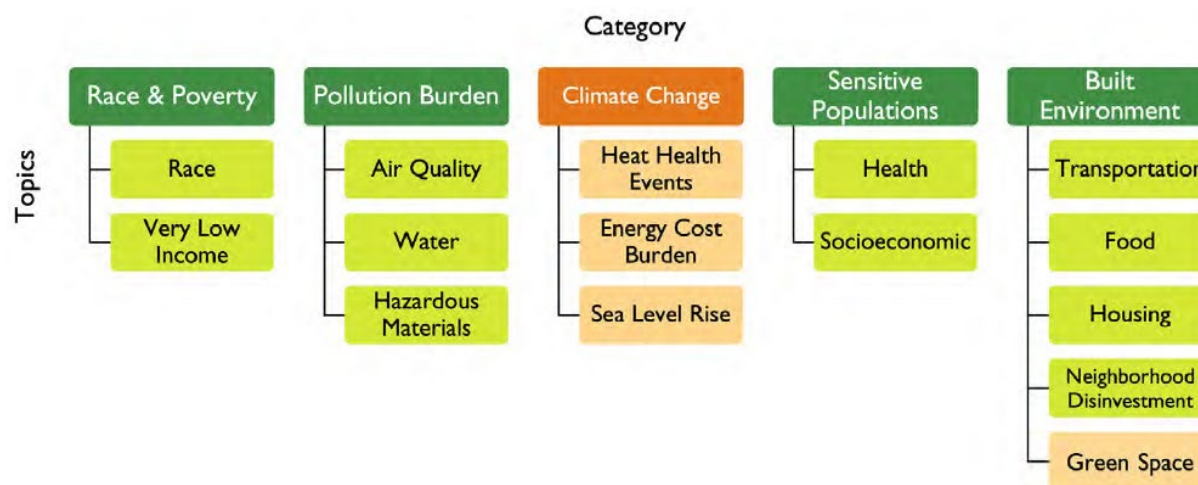 Category
Topics
Race & Poverty
Race
Very Low
Income
Pollution Burden
Air Quality
Water
Hazardous
Materials
Climate Change
Heat Health
Events
Energy Cost
Burden
Sea Level Rise
Sensitive
Populations
Health
Socioeconomic
Built
Environment
Transportation
Food
Housing
Neighborhood
Disinvestment
Green Space